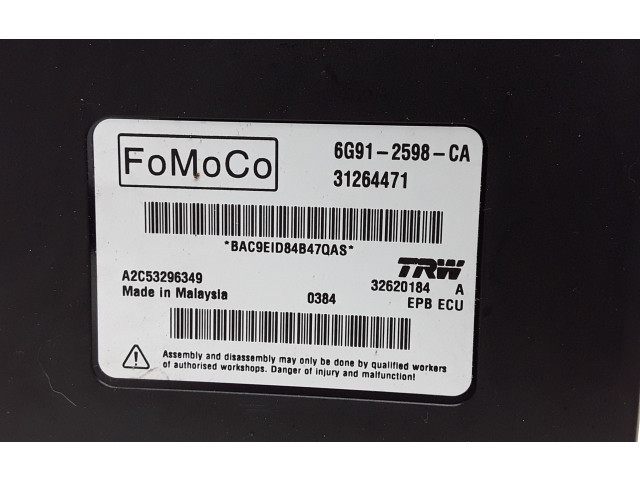 FoMoCo
6G91-2598-CA
31264471
*BAC9EID84B47QAS*
TRW
A2C53296349
32620184 A
Made in Malaysia
0384
EPB ECU
Assembly and disassembly may only be done by qualified workers
of authorised workshops. Danger of injury and malfunction!